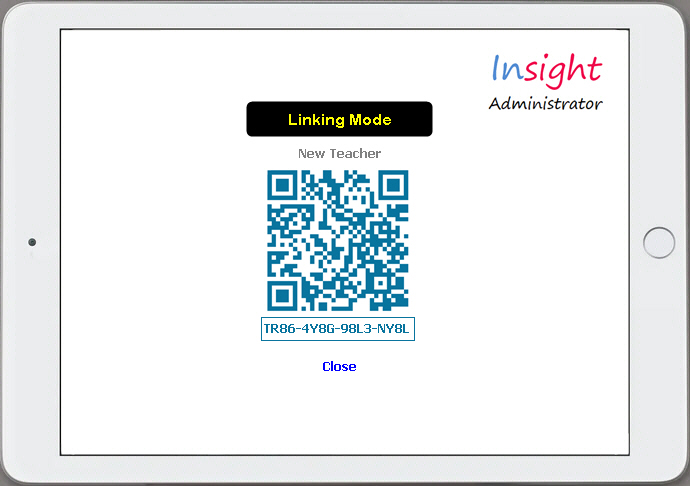 Insight
Administrator
Linking Mode
New Teacher
TR86-4Y8G-98L3-NY8L
Close